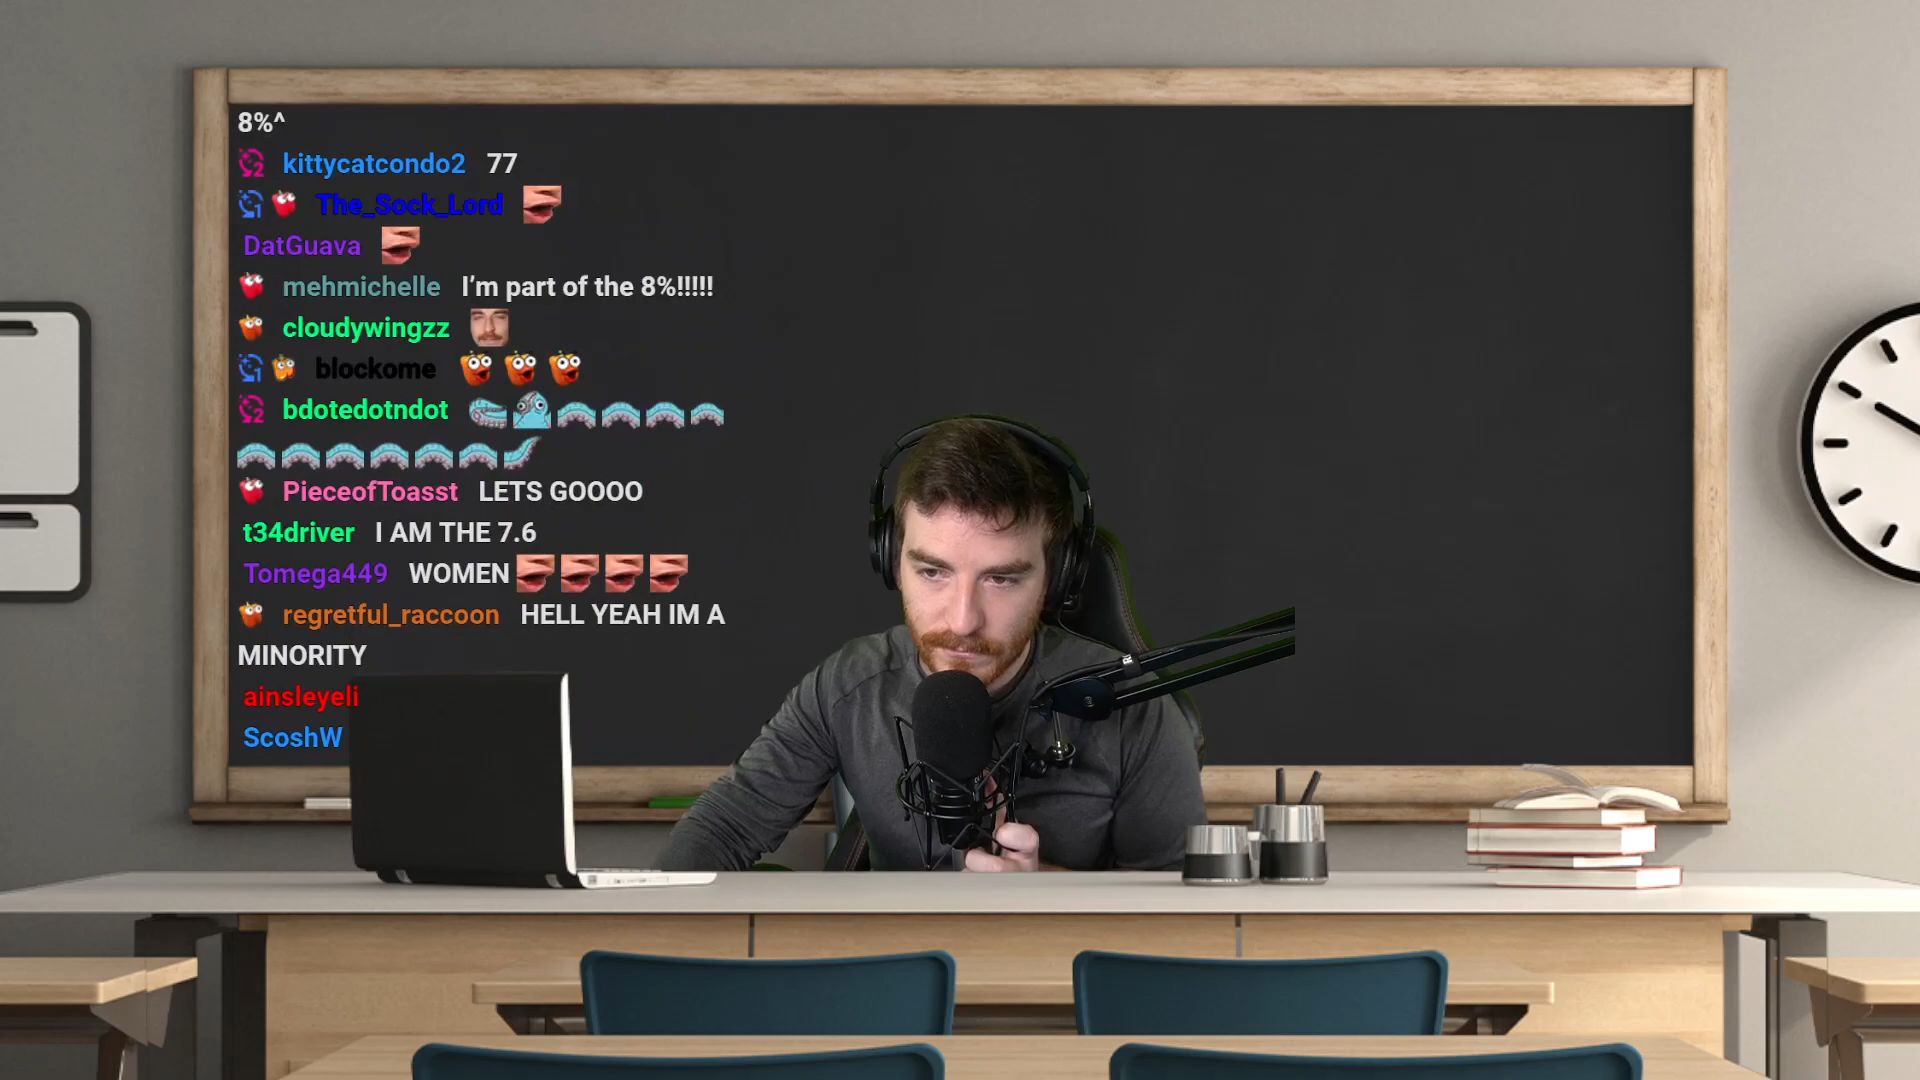 8%^
kittycatcondo2 77
The_Sock_Lord
DatGuava
mehmichelle I'm part of the 8%!!!!!
cloudywingzz
blockome
bdotedotndot
PieceofToasst LETS GOOOO
t34driver I AM THE 7.6
Tomega449 WOMEN
regretful_raccoon HELL YEAH IM A
MINORITY
ainsleyeli
ScoshW